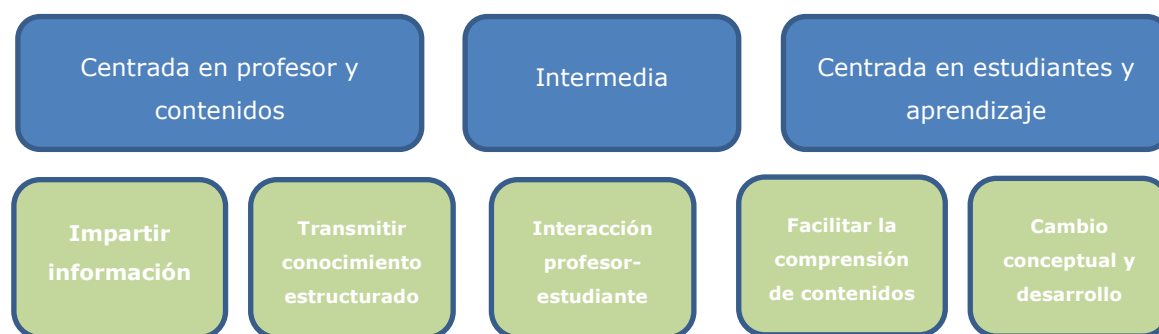 Centrada en profesor y
contenidos
Intermedia
Centrada en estudiantes y
aprendizaje
Impartir
información
Transmitir
conocimiento
estructurado
Interacción
profesor-
estudiante
Facilitar la
comprensión
de contenidos
Cambio
conceptual y
desarrollo